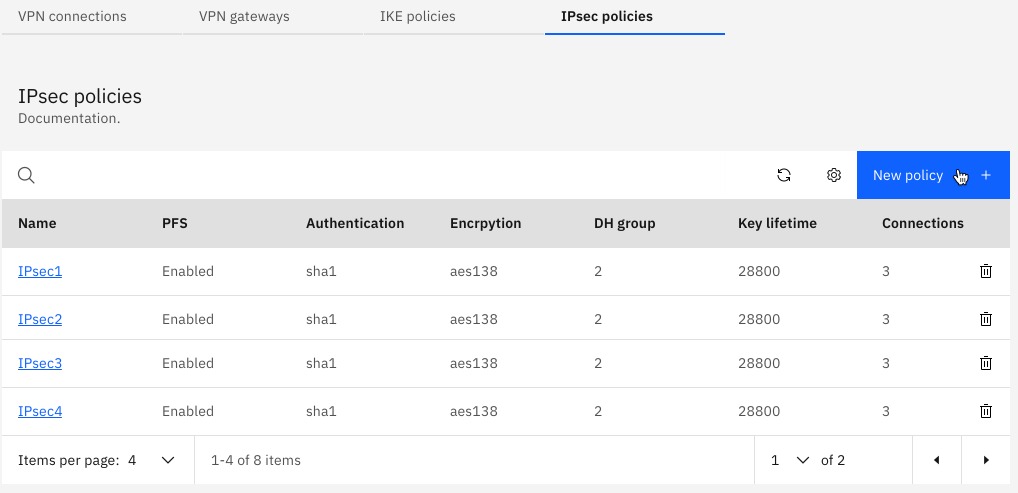 VPN connections VPN gateways IKE policies IPsec policies
IPsec policies
Documentation.
New policy +
Name PFS Authentication Encrpytion DH group Key lifetime Connections
IPsec1 Enabled sha1 aes138 2 28800 3
IPsec2 Enabled sha1 aes138 2 28800 3
IPsec3 Enabled sha1 aes138 2 28800 3
IPsec4 Enabled sha1 aes138 2 28800 3
Items per page: 4 1-4 of 8 items 1 of 2